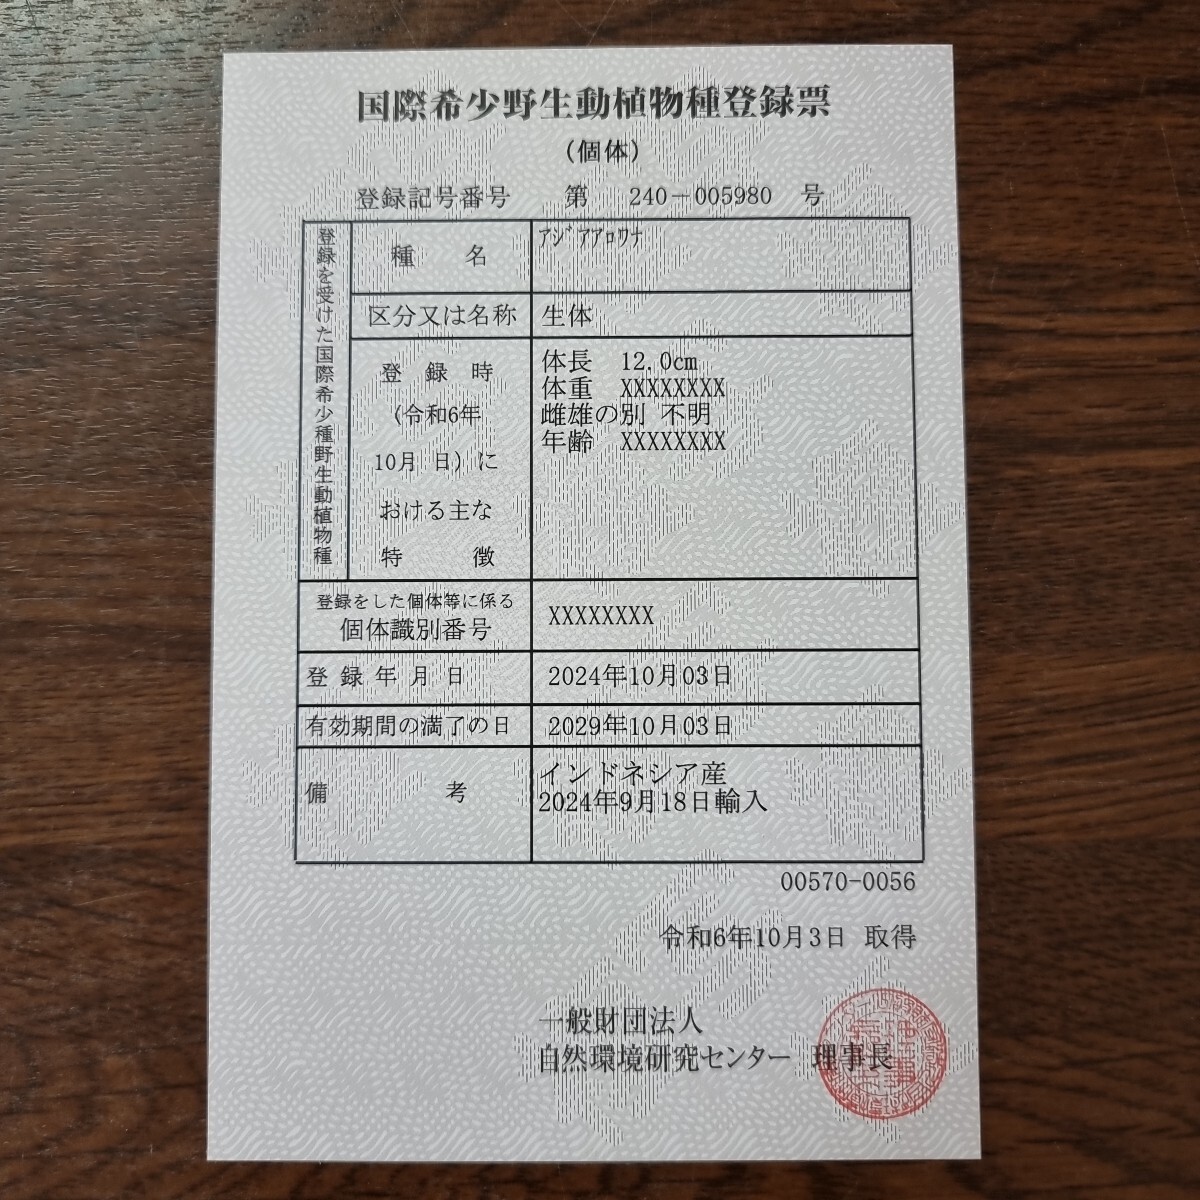 国際希少野生動植物種登録票
（個体）
登録記号番号 第 240－005980 号
登録を受けた国際希少種野生動植物種
種名
ｱｼﾞｱｱﾛﾜﾅ
区分又は名称
生体
登録時
（令和6年
10月 日）に
おける主な
特徴
体長 12.0cm
体重 XXXXXXXX
雌雄の別 不明
年齢 XXXXXXXX
登録をした個体等に係る
個体識別番号
XXXXXXXX
登録年月日
2024年10月03日
有効期間の満了の日
2029年10月03日
備考
インドネシア産
2024年9月18日輸入
00570-0056
令和6年10月3日 取得
一般財団法人
自然環境研究センター 理事長